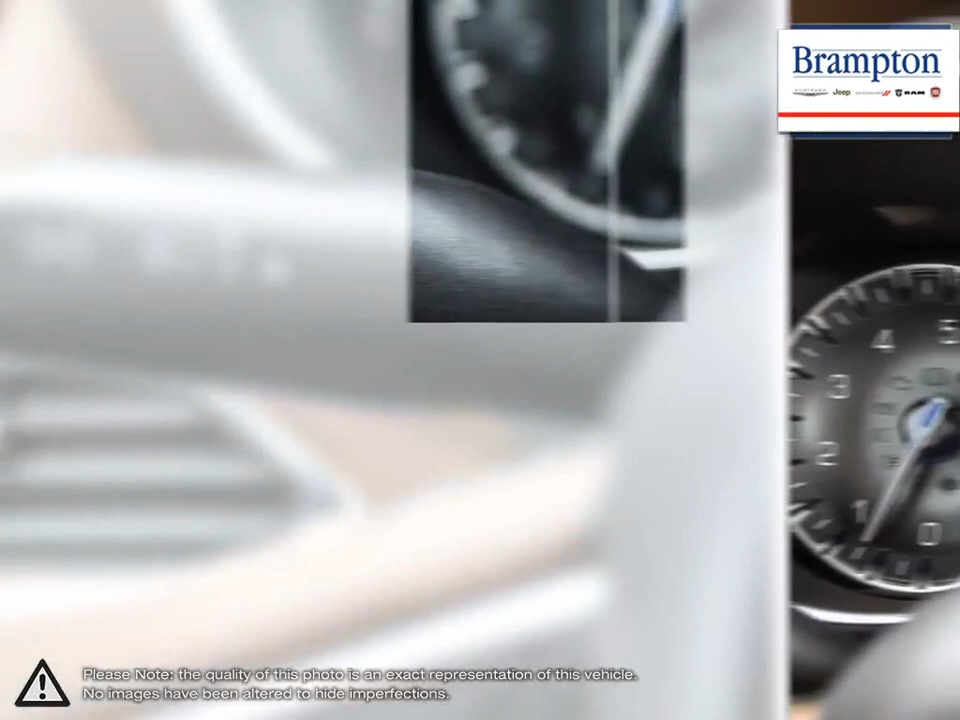 Brampton
Jeep RAM
4 5
3
2
1 0
Please Note: the quality of this photo is an exact representation of this vehicle.
No images have been altered to hide imperfections.